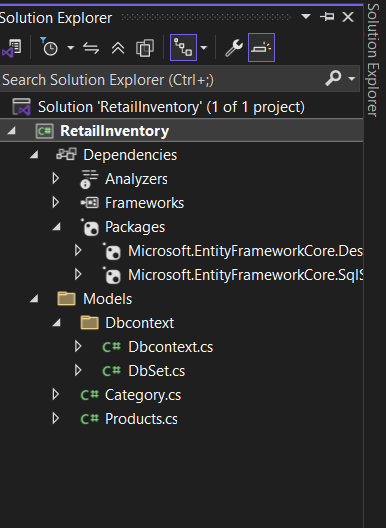 Solution Explorer
Search Solution Explorer (Ctrl+;)
Solution 'RetailInventory' (1 of 1 project)
C# RetailInventory
Dependencies
Analyzers
Frameworks
Packages
Microsoft.EntityFrameworkCore.Des
Microsoft.EntityFrameworkCore.SqlS
Models
Dbcontext
C# Dbcontext.cs
C# DbSet.cs
C# Category.cs
C# Products.cs
Solution Explorer